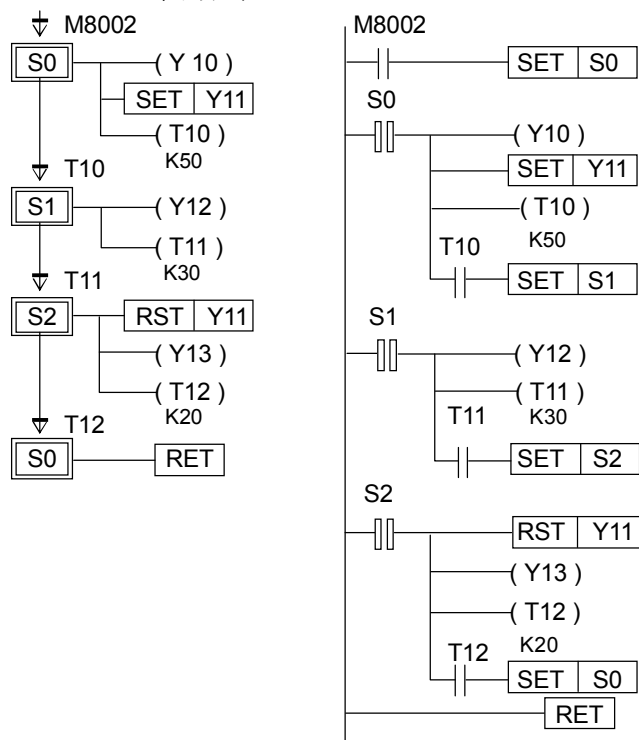 M8002
S0
( Y 10 )
SET Y11
( T10 )
K50
T10
S1
( Y12 )
( T11 )
K30
T11
S2
RST Y11
( Y13 )
( T12 )
K20
T12
S0
RET
M8002
SET S0
S0
( Y10 )
SET Y11
( T10 )
K50
T10
SET S1
S1
( Y12 )
( T11 )
K30
T11
SET S2
S2
RST Y11
( Y13 )
( T12 )
K20
T12
SET S0
RET